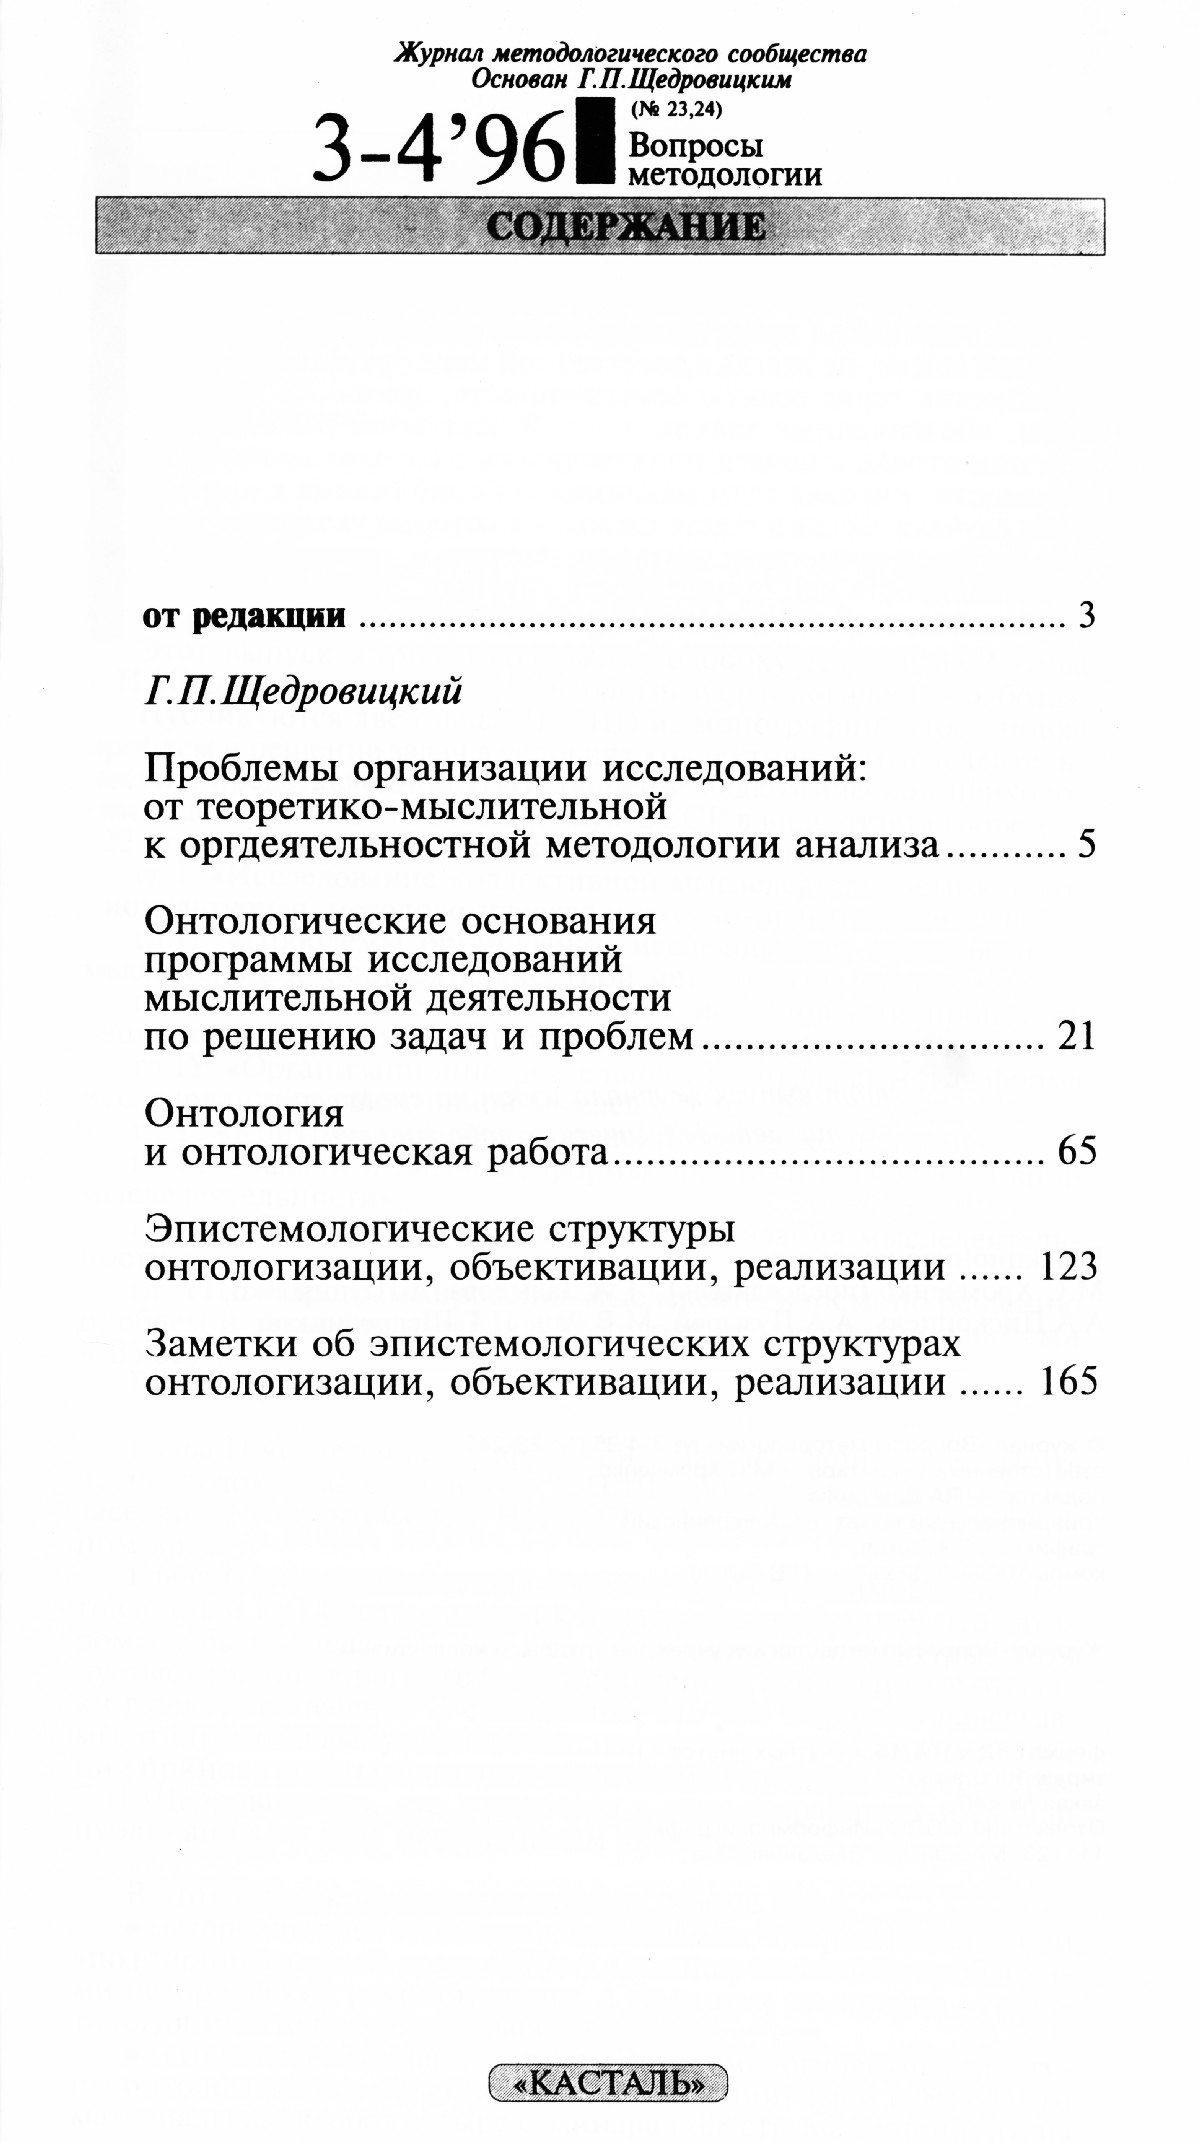 Журнал методологического сообщества
Основан Г.П.Щедровицким
3-4’96
(№ 23,24)
Вопросы
методологии
СОДЕРЖАНИЕ
от редакции ........................................................................ 3
Г.П.Щедровицкий
Проблемы организации исследований:
от теоретико-мыслительной
к оргдеятельностной методологии анализа........... 5
Онтологические основания
программы исследований
мыслительной деятельности
по решению задач и проблем................................ 21
Онтология
и онтологическая работа........................................ 65
Эпистемологические структуры
онтологизации, объективации, реализации ...... 123
Заметки об эпистемологических структурах
онтологизации, объективации, реализации ...... 165
«КАСТАЛЬ»